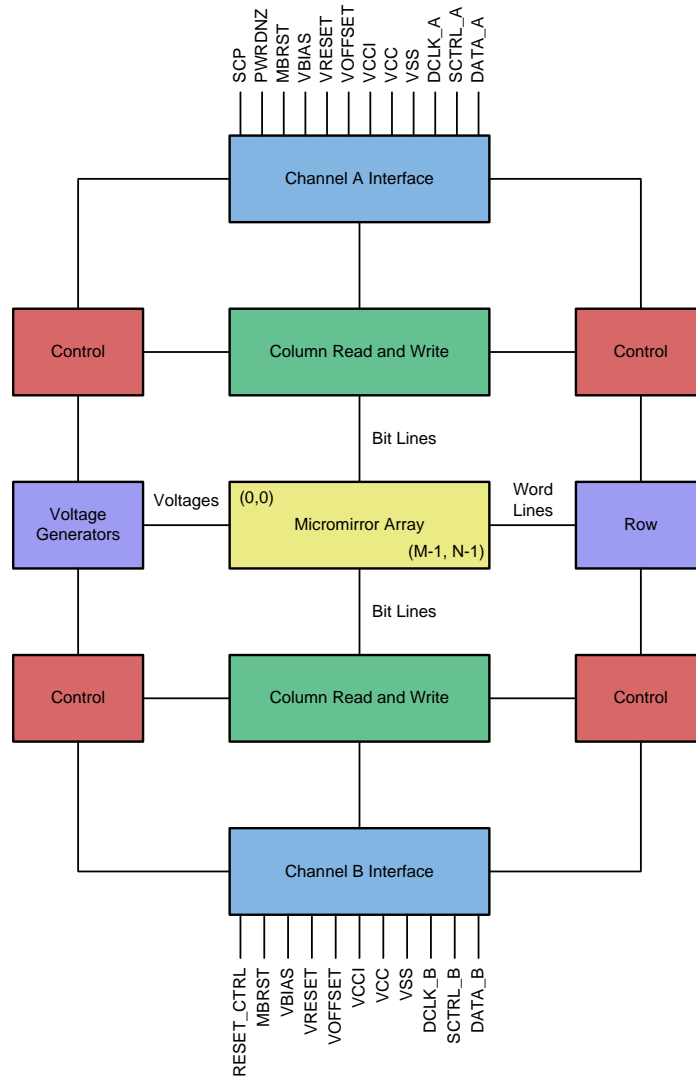 SCP
PWRDNZ
MBRST
VBIAS
VRESET
VOFFSET
VCCI
VCC
VSS
DCLK_A
SCTRL_A
DATA_A
Channel A Interface
Control
Column Read and Write
Control
Bit Lines
Voltage
Generators
Voltages
(0,0)
Micromirror Array
(M-1, N-1)
Word
Lines
Row
Bit Lines
Control
Column Read and Write
Control
Channel B Interface
RESET_CTRL
MBRST
VBIAS
VRESET
VOFFSET
VCCI
VCC
VSS
DCLK_B
SCTRL_B
DATA_B